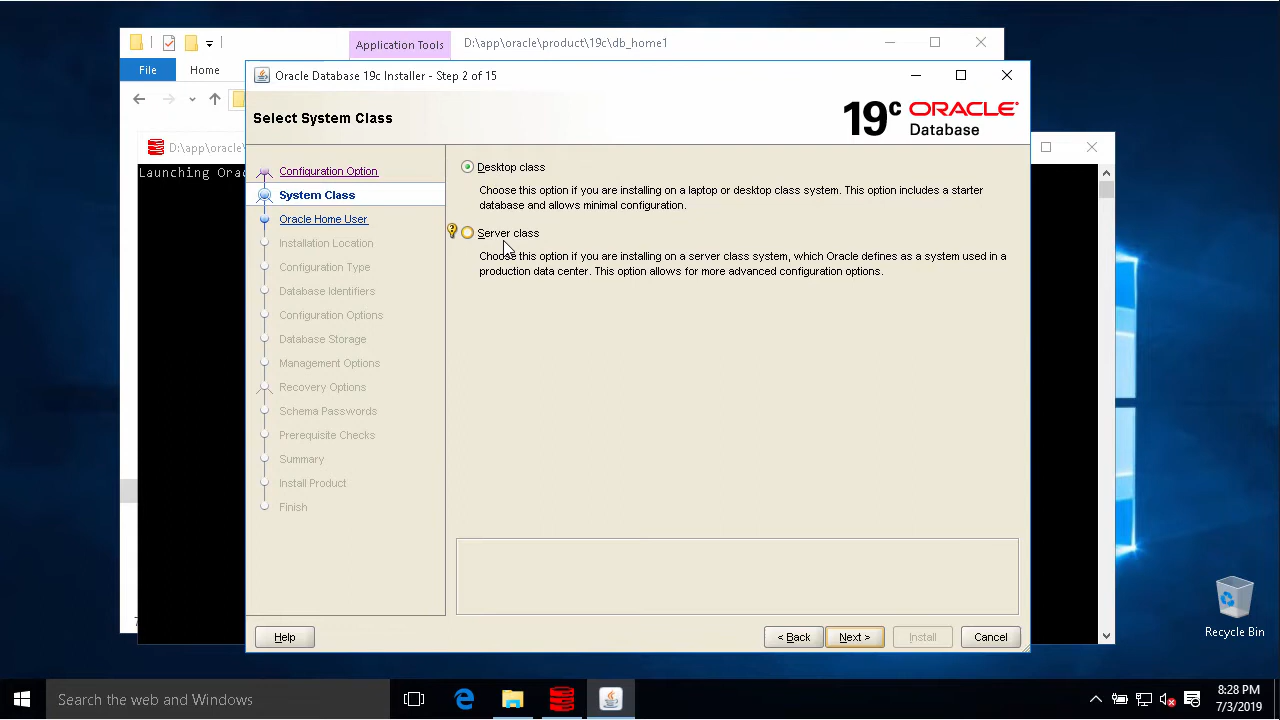 Application Tools
D:\app\oracle\product\19c\db_home1
File
Home
D:\app\oracle\
Launching Orac
Oracle Database 19c Installer - Step 2 of 15
Select System Class
19c ORACLE
Database
Configuration Option
System Class
Oracle Home User
Installation Location
Configuration Type
Database Identifiers
Configuration Options
Database Storage
Management Options
Recovery Options
Schema Passwords
Prerequisite Checks
Summary
Install Product
Finish
Desktop class
Choose this option if you are installing on a laptop or desktop class system. This option includes a starter
database and allows minimal configuration.
Server class
Choose this option if you are installing on a server class system, which Oracle defines as a system used in a
production data center. This option allows for more advanced configuration options.
Help
< Back
Next >
Install
Cancel
Recycle Bin
Search the web and Windows
8:28 PM
7/3/2019